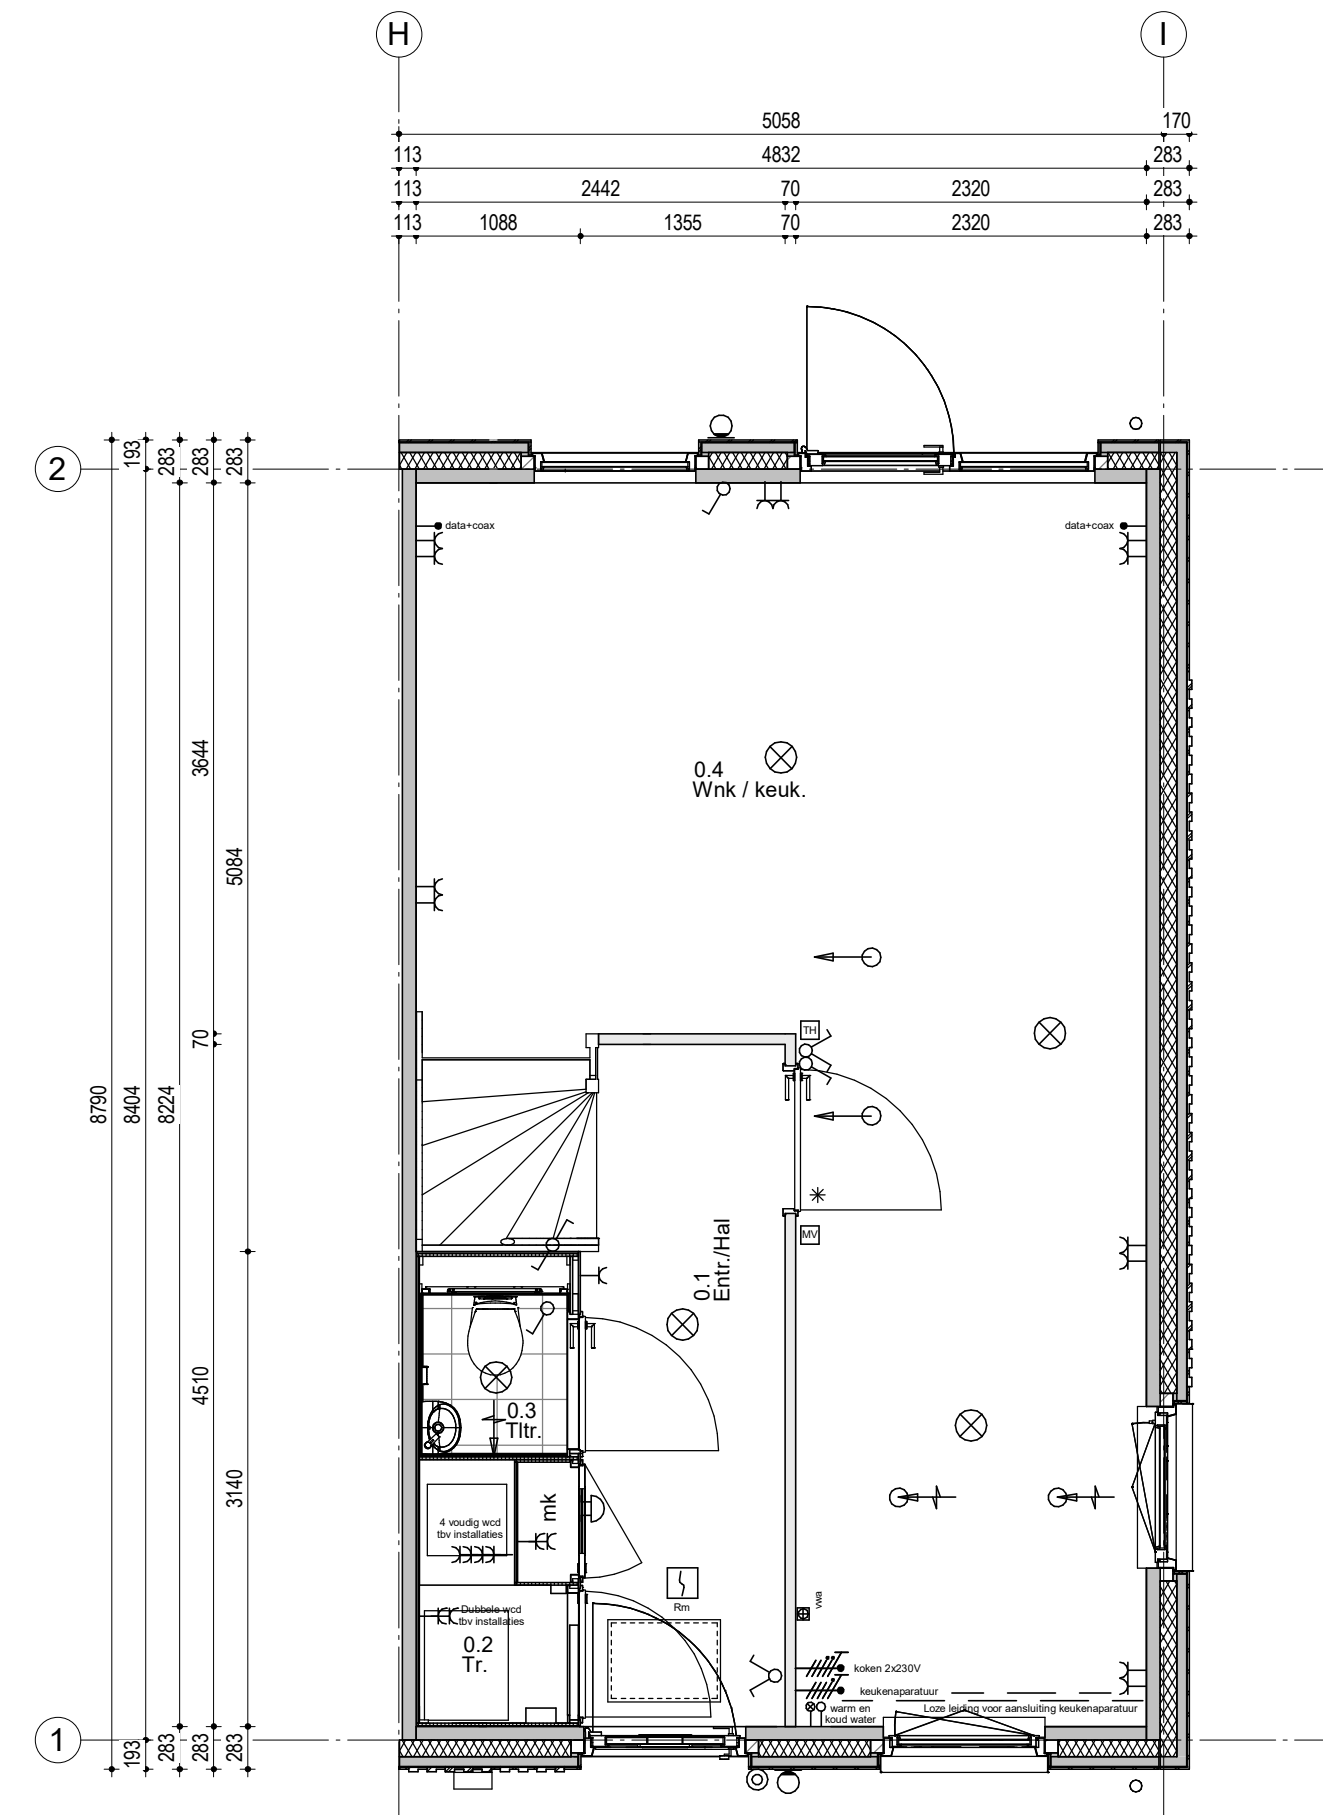 H
I
5058
170
113
4832
283
113
2442
70
2320
283
113
1088
1355
70
2320
283
2
193
283
283
283
data+coax
data+coax
3644
0.4
Wnk / keuk.
5084
TH
70
8790
8404
8224
MV
0.1
Entr./Hal
4510
0.3
Tltr.
3140
mk
4 voudig wcd
tbv installaties
Rm
vwa
Dubbele wcd
tbv installaties
0.2
Tr.
koken 2x230V
keukenaparatuur
warm en
koud water
Loze leiding voor aansluiting keukenaparatuur
1
193
283
283
283